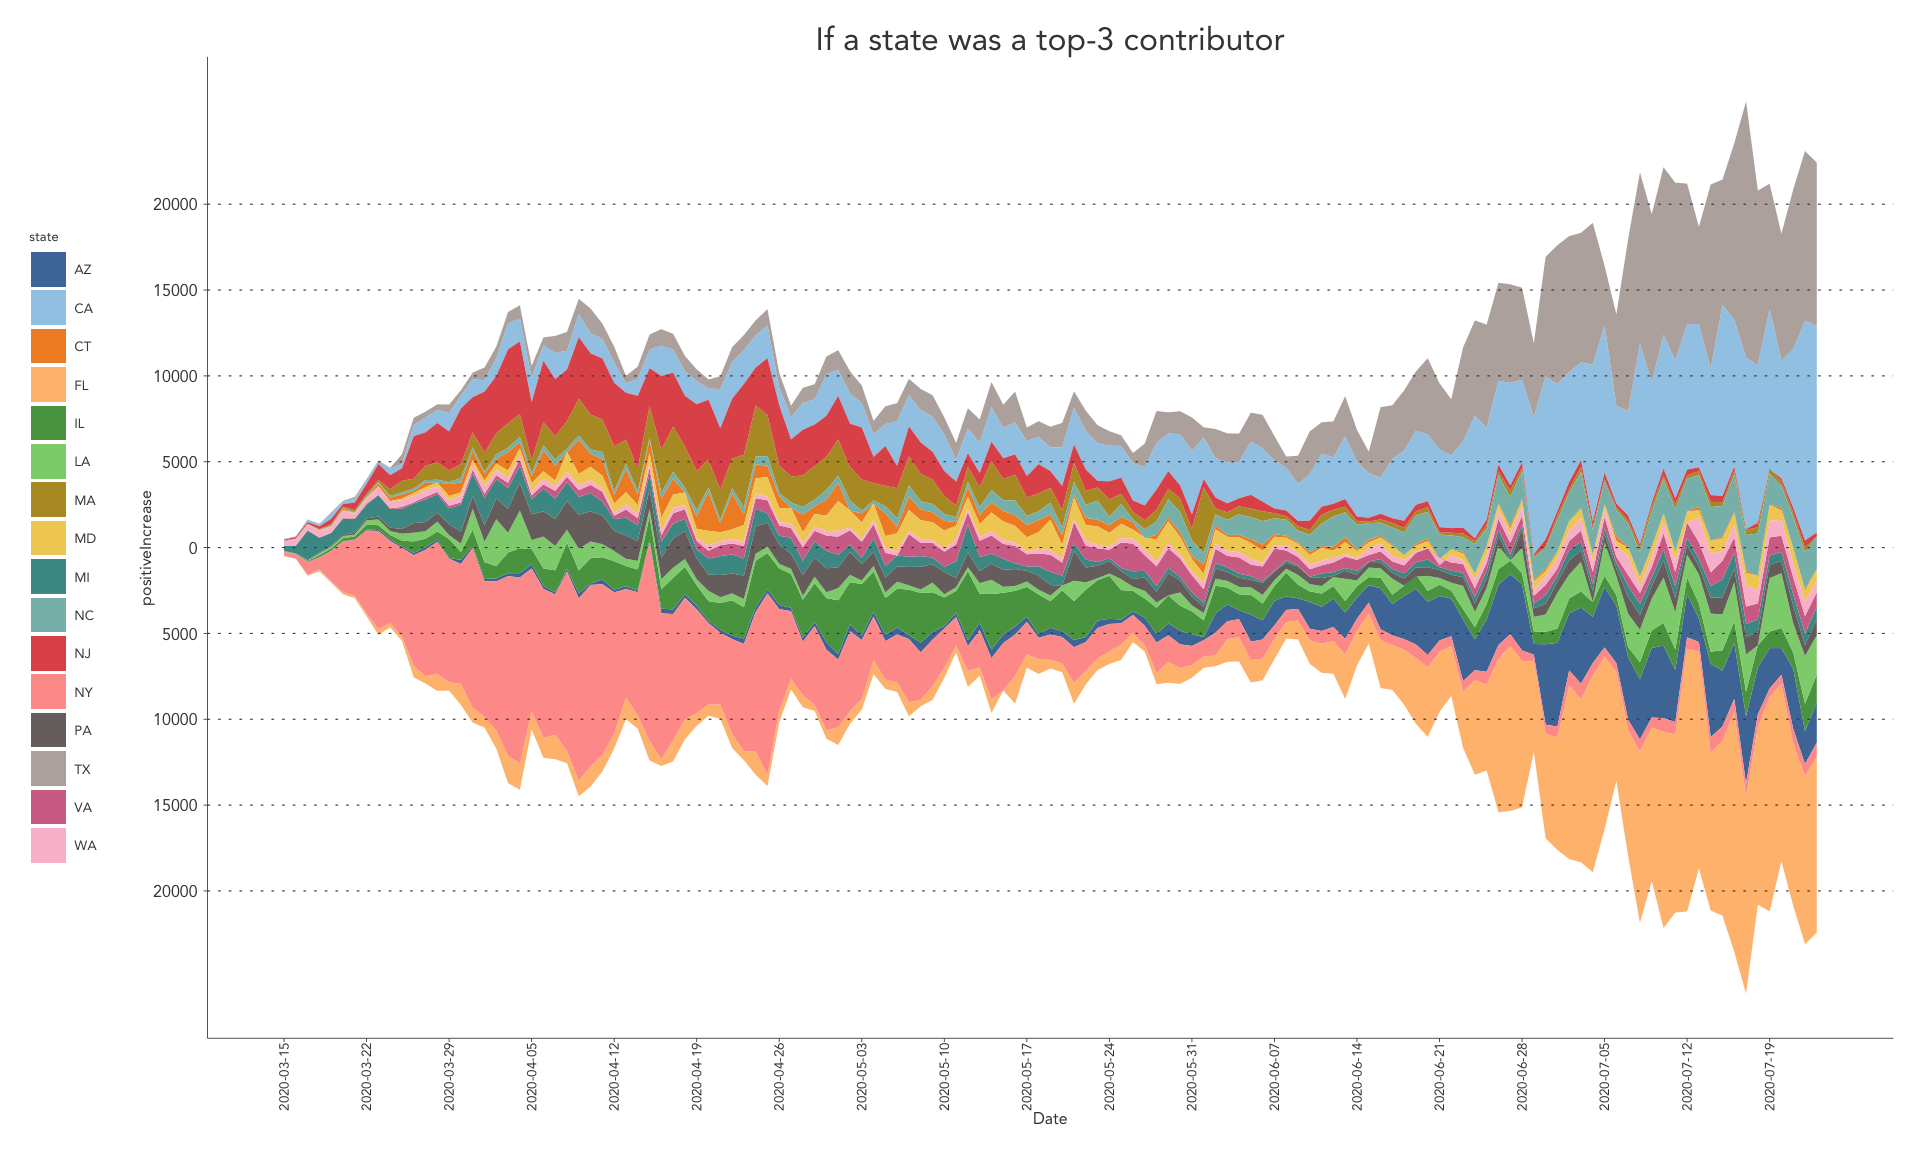 If a state was a top-3 contributor
state
AZ
CA
CT
FL
IL
LA
MA
MD
MI
NC
NJ
NY
PA
TX
VA
WA
positiveIncrease
20000
15000
10000
5000
0
5000
10000
15000
20000
2020-03-15
2020-03-22
2020-03-29
2020-04-05
2020-04-12
2020-04-19
2020-04-26
2020-05-03
2020-05-10
2020-05-17
2020-05-24
2020-05-31
2020-06-07
2020-06-14
2020-06-21
2020-06-28
2020-07-05
2020-07-12
2020-07-19
Date